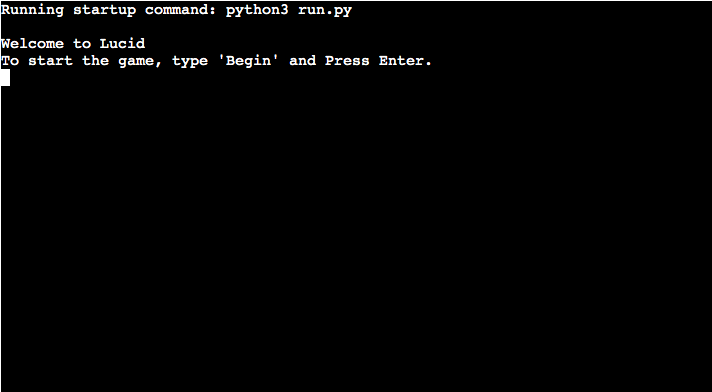 Running startup command: python3 run.py
Welcome to Lucid
To start the game, type 'Begin' and Press Enter.